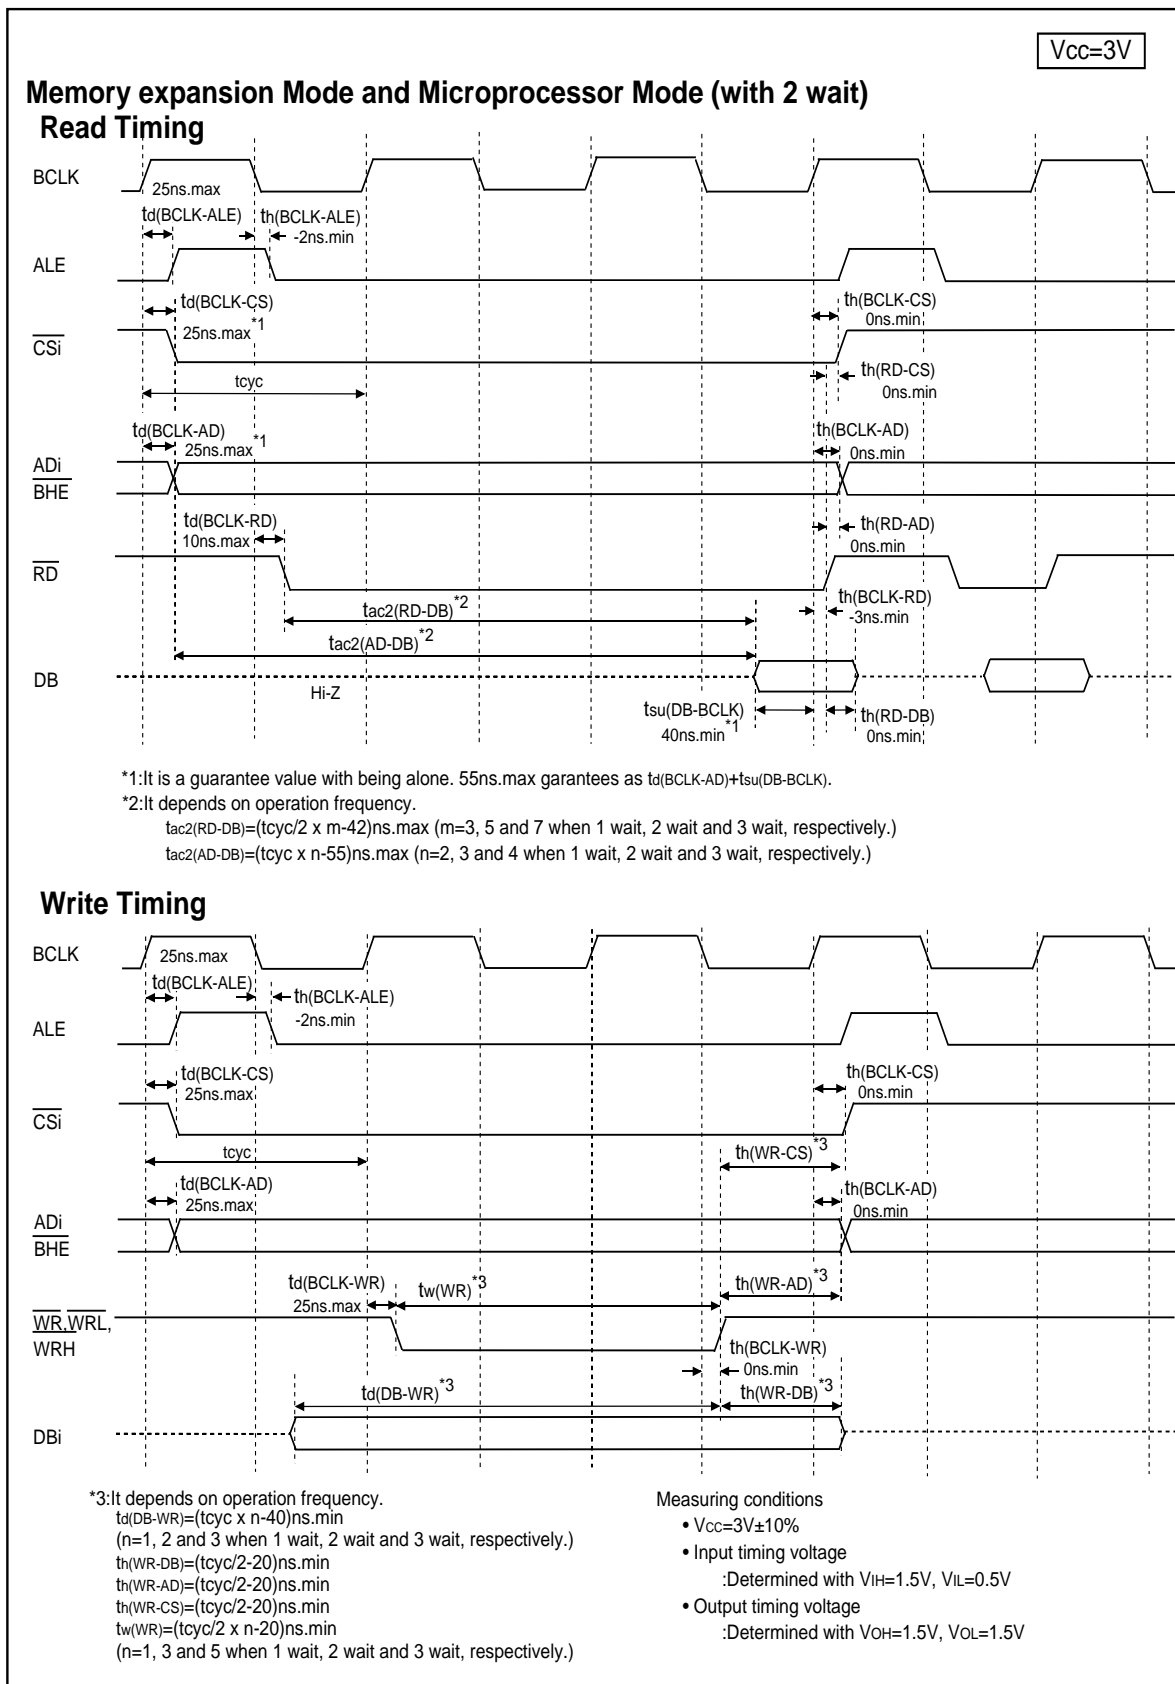 Vcc=3V
Memory expansion Mode and Microprocessor Mode (with 2 wait)
Read Timing
BCLK
25ns.max
td(BCLK-ALE)
th(BCLK-ALE)
-2ns.min
ALE
td(BCLK-CS)
25ns.max*1
th(BCLK-CS)
0ns.min
CSi
tcyc
th(RD-CS)
0ns.min
td(BCLK-AD)
25ns.max*1
th(BCLK-AD)
0ns.min
ADi
BHE
td(BCLK-RD)
10ns.max
th(RD-AD)
0ns.min
RD
tac2(RD-DB)*2
th(BCLK-RD)
-3ns.min
tac2(AD-DB)*2
DB
Hi-Z
tsu(DB-BCLK)
40ns.min*1
th(RD-DB)
0ns.min
*1:It is a guarantee value with being alone. 55ns.max garantees as td(BCLK-AD)+tsu(DB-BCLK).
*2:It depends on operation frequency.
tac2(RD-DB)=(tcyc/2 x m-42)ns.max (m=3, 5 and 7 when 1 wait, 2 wait and 3 wait, respectively.)
tac2(AD-DB)=(tcyc x n-55)ns.max (n=2, 3 and 4 when 1 wait, 2 wait and 3 wait, respectively.)
Write Timing
BCLK
25ns.max
td(BCLK-ALE)
th(BCLK-ALE)
-2ns.min
ALE
td(BCLK-CS)
25ns.max
th(BCLK-CS)
0ns.min
CSi
tcyc
th(WR-CS)*3
td(BCLK-AD)
25ns.max
th(BCLK-AD)
0ns.min
ADi
BHE
td(BCLK-WR)
25ns.max
tw(WR)*3
th(WR-AD)*3
WR,WRL,
WRH
th(BCLK-WR)
0ns.min
td(DB-WR)*3
th(WR-DB)*3
DBi
*3:It depends on operation frequency.
td(DB-WR)=(tcyc x n-40)ns.min
(n=1, 2 and 3 when 1 wait, 2 wait and 3 wait, respectively.)
th(WR-DB)=(tcyc/2-20)ns.min
th(WR-AD)=(tcyc/2-20)ns.min
th(WR-CS)=(tcyc/2-20)ns.min
tw(WR)=(tcyc/2 x n-20)ns.min
(n=1, 3 and 5 when 1 wait, 2 wait and 3 wait, respectively.)
Measuring conditions
• VCC=3V±10%
• Input timing voltage
:Determined with VIH=1.5V, VIL=0.5V
• Output timing voltage
:Determined with VOH=1.5V, VOL=1.5V